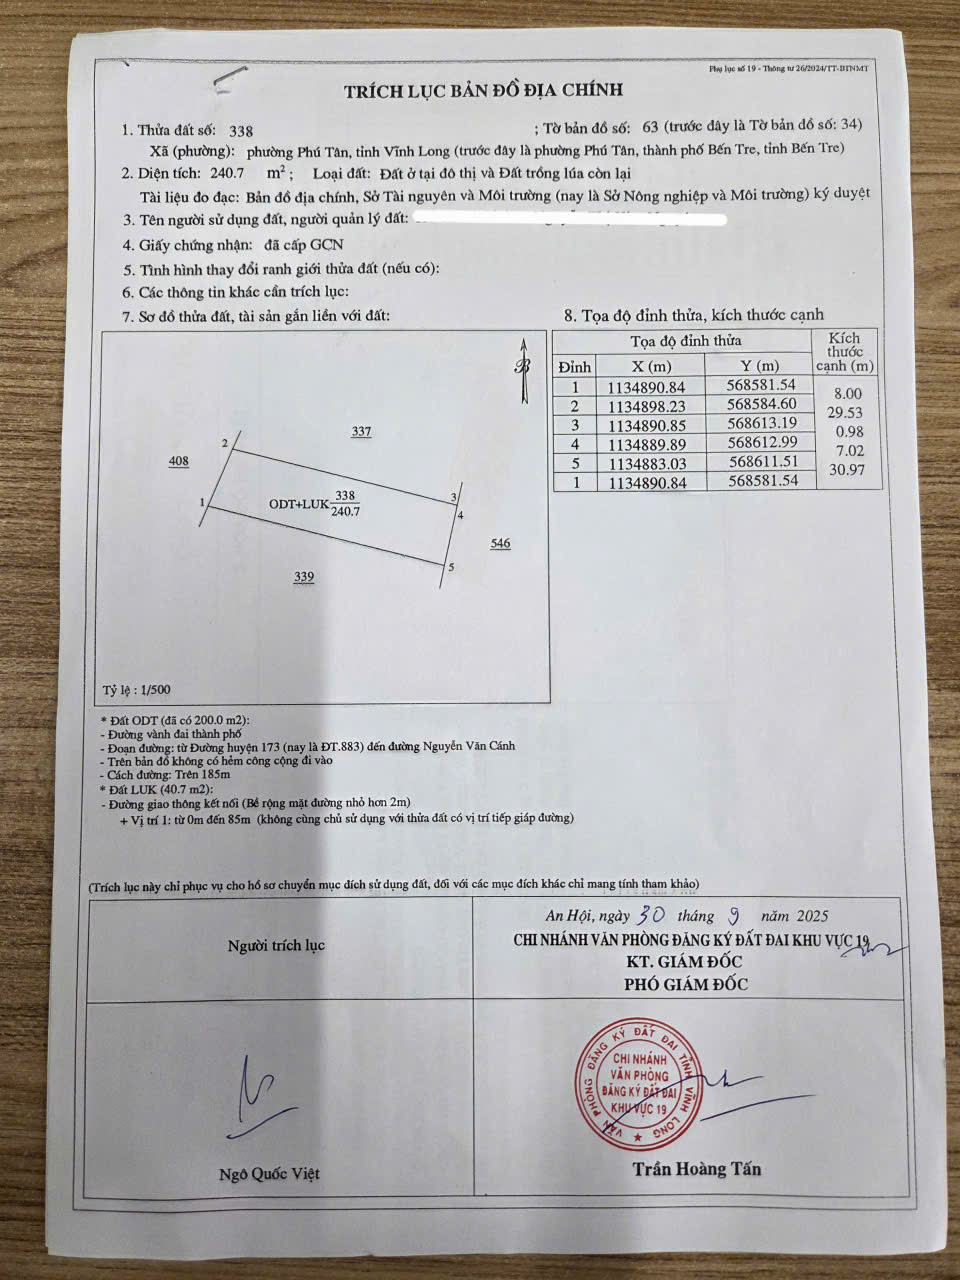 Phụ lục số 19 - Thông tư 26/2024/TT-BTNMT
TRÍCH LỤC BẢN ĐỒ ĐỊA CHÍNH
1. Thửa đất số: 338 ; Tờ bản đồ số: 63 (trước đây là Tờ bản đồ số: 34)
Xã (phường): phường Phú Tân, tỉnh Vĩnh Long (trước đây là phường Phú Tân, thành phố Bến Tre, tỉnh Bến Tre)
2. Diện tích: 240.7 m²; Loại đất: Đất ở tại đô thị và Đất trồng lúa còn lại
Tài liệu đo đạc: Bản đồ địa chính, Sở Tài nguyên và Môi trường (nay là Sở Nông nghiệp và Môi trường) ký duyệt
3. Tên người sử dụng đất, người quản lý đất:
4. Giấy chứng nhận: đã cấp GCN
5. Tình hình thay đổi ranh giới thửa đất (nếu có):
6. Các thông tin khác cần trích lục:
7. Sơ đồ thửa đất, tài sản gắn liền với đất:
B
337
408
2
1
ODT+LUK 338
240.7
3
4
5
546
339
Tỷ lệ : 1/500
8. Tọa độ đỉnh thửa, kích thước cạnh
Tọa độ đỉnh thửa Kích thước cạnh (m)
Đỉnh X (m) Y (m)
1 1134890.84 568581.54
8.00
2 1134898.23 568584.60
29.53
3 1134890.85 568613.19
0.98
4 1134889.89 568612.99
7.02
5 1134883.03 568611.51
30.97
1 1134890.84 568581.54
* Đất ODT (đã có 200.0 m2):
- Đường vành đai thành phố
- Đoạn đường: từ Đường huyện 173 (nay là ĐT.883) đến đường Nguyễn Văn Cánh
- Trên bản đồ không có hẻm công cộng đi vào
- Cách đường: Trên 185m
* Đất LUK (40.7 m2):
- Đường giao thông kết nối (Bề rộng mặt đường nhỏ hơn 2m)
+ Vị trí 1: từ 0m đến 85m (không cùng chủ sử dụng với thửa đất có vị trí tiếp giáp đường)
(Trích lục này chỉ phục vụ cho hồ sơ chuyển mục đích sử dụng đất, đối với các mục đích khác chỉ mang tính tham khảo)
Người trích lục
Ngô Quốc Việt
An Hội, ngày 30 tháng 9 năm 2025
CHI NHÁNH VĂN PHÒNG ĐĂNG KÝ ĐẤT ĐAI KHU VỰC 19
KT. GIÁM ĐỐC
PHÓ GIÁM ĐỐC
VĂN PHÒNG ĐĂNG KÝ ĐẤT ĐAI TỈNH VĨNH LONG
CHI NHÁNH
VĂN PHÒNG
ĐĂNG KÝ ĐẤT ĐAI
KHU VỰC 19
Trần Hoàng Tấn